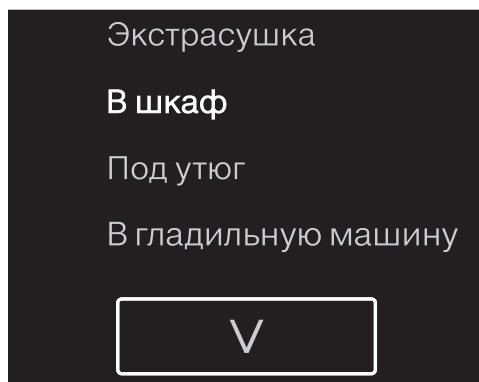 Экстрасушка
В шкаф
Под утюг
В гладильную машину
V